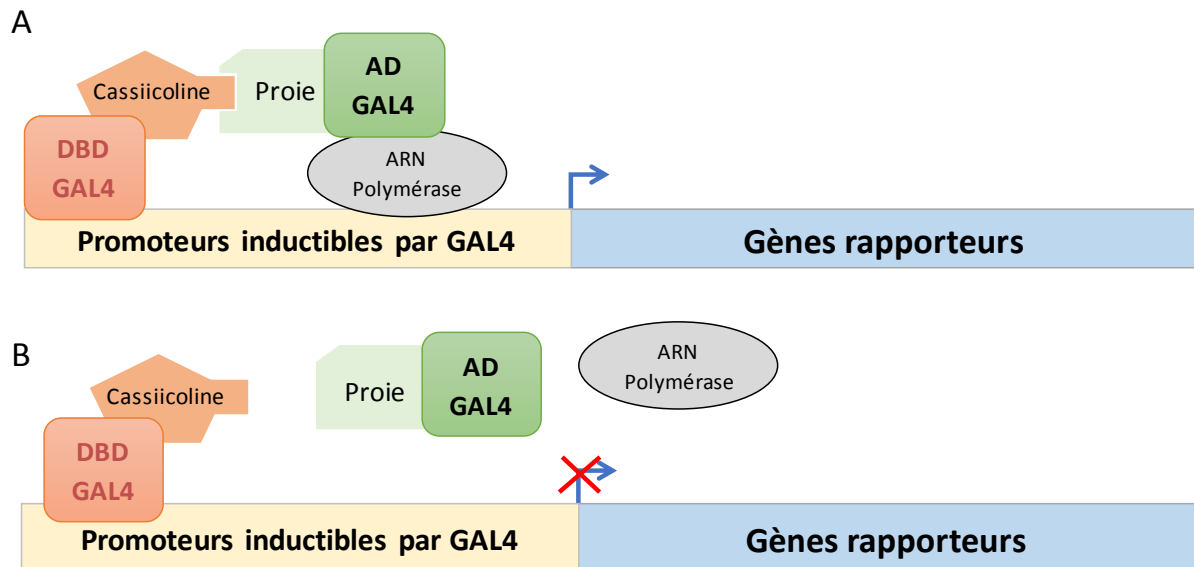 A
Cassiicoline
Proie
AD
GAL4
DBD
GAL4
ARN
Polymérase
Promoteurs inductibles par GAL4
Gènes rapporteurs
B
Cassiicoline
Proie
AD
GAL4
ARN
Polymérase
DBD
GAL4
Promoteurs inductibles par GAL4
Gènes rapporteurs